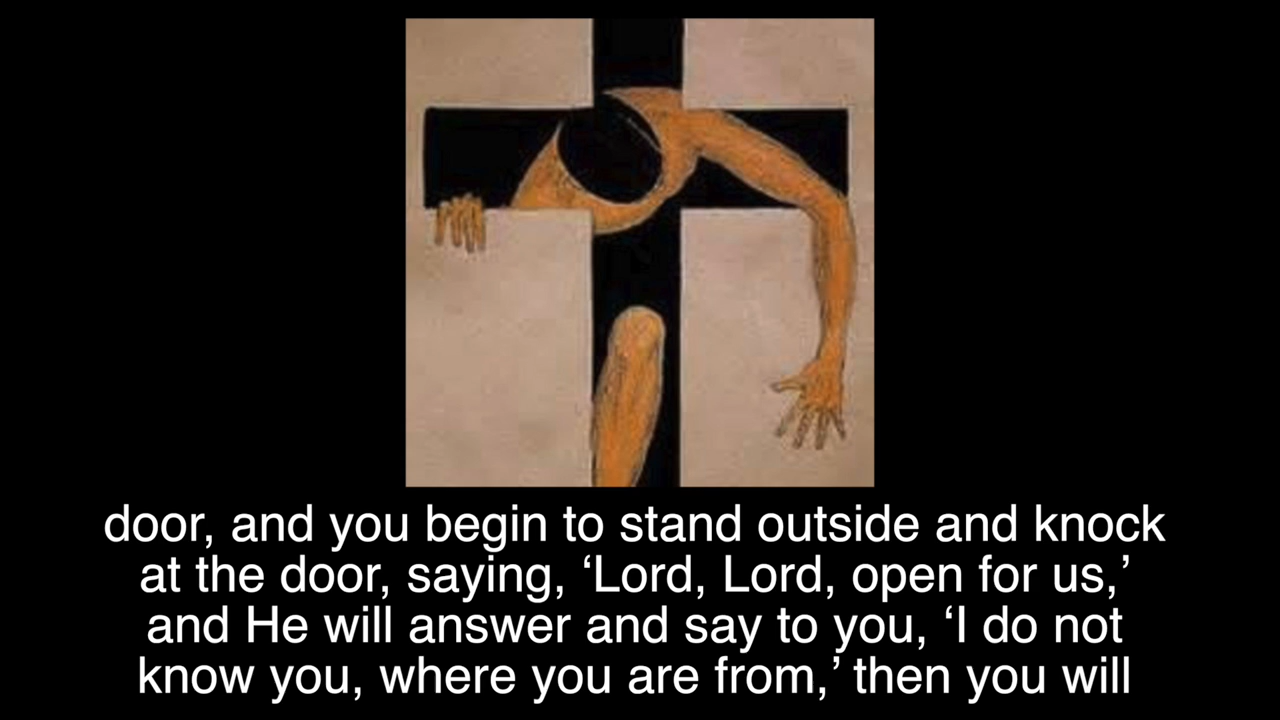 door, and you begin to stand outside and knock
at the door, saying, ‘Lord, Lord, open for us,’
and He will answer and say to you, ‘I do not
know you, where you are from,’ then you will